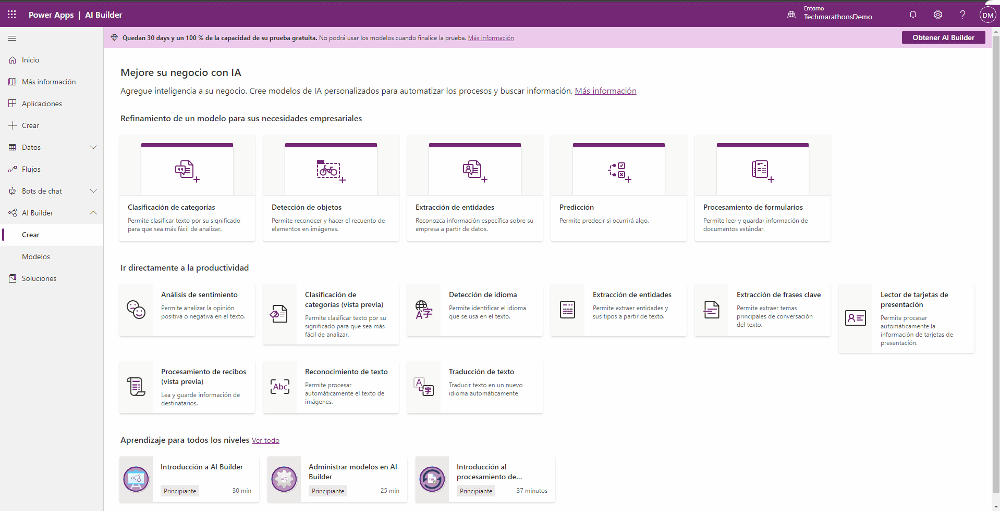 Power Apps | AI Builder
Entorno
TechmarathonsDemo
DM
Quedan 30 days y un 100 % de la capacidad de su prueba gratuita. No podrá usar los modelos cuando finalice la prueba. Más información
Obtener AI Builder
Inicio
Más información
Aplicaciones
Crear
Datos
Flujos
Bots de chat
AI Builder
Crear
Modelos
Soluciones
Mejore su negocio con IA
Agregue inteligencia a su negocio. Cree modelos de IA personalizados para automatizar los procesos y buscar información. Más información
Refinamiento de un modelo para sus necesidades empresariales
Clasificación de categorías
Permite clasificar texto por su significado
para que sea más fácil de analizar.
Detección de objetos
Permite reconocer y hacer el recuento de
elementos en imágenes.
Extracción de entidades
Reconozca información específica sobre su
empresa a partir de datos.
Predicción
Permite predecir si ocurrirá algo.
Procesamiento de formularios
Permite leer y guardar información de
documentos estándar.
Ir directamente a la productividad
Análisis de sentimiento
Permite analizar la opinión
positiva o negativa en el texto.
Clasificación de
categorías (vista previa)
Permite clasificar texto por su
significado para que sea más
fácil de analizar.
A字
Detección de idioma
Permite identificar el idioma
que se usa en el texto.
Extracción de entidades
Permite extraer entidades y
sus tipos a partir de texto.
Extracción de frases clave
Permite extraer temas
principales de conversación
del texto.
Lector de tarjetas de
presentación
Permite procesar
automáticamente la
información de tarjetas de
presentación.
Procesamiento de recibos
(vista previa)
Lea y guarde información de
destinatarios.
Abc
Reconocimiento de texto
Permite procesar
automáticamente el texto de
imágenes.
A
字
Traducción de texto
Traducir texto en un nuevo
idioma automáticamente
Aprendizaje para todos los niveles Ver todo
Introducción a AI Builder
Principiante
30 min
Administrar modelos en AI
Builder
Principiante
25 min
Introducción al
procesamiento de...
Principiante
37 minutos